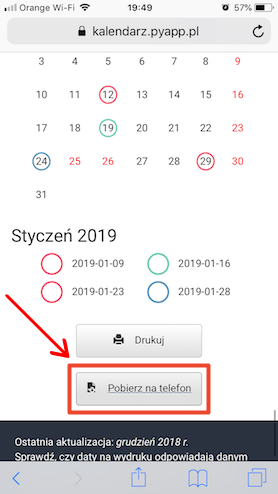 Orange Wi-Fi 19:49 57%
kalendarz.pyapp.pl
3 4 5 6 7 8 9
10 11 12 13 14 15 16
17 18 19 20 21 22 23
24 25 26 27 28 29 30
31
Styczeń 2019
2019-01-09 2019-01-16
2019-01-23 2019-01-28
Drukuj
Pobierz na telefon
Ostatnia aktualizacja: grudzień 2018 r.
Sprawdź, czy daty na wydruku odpowiadają danym